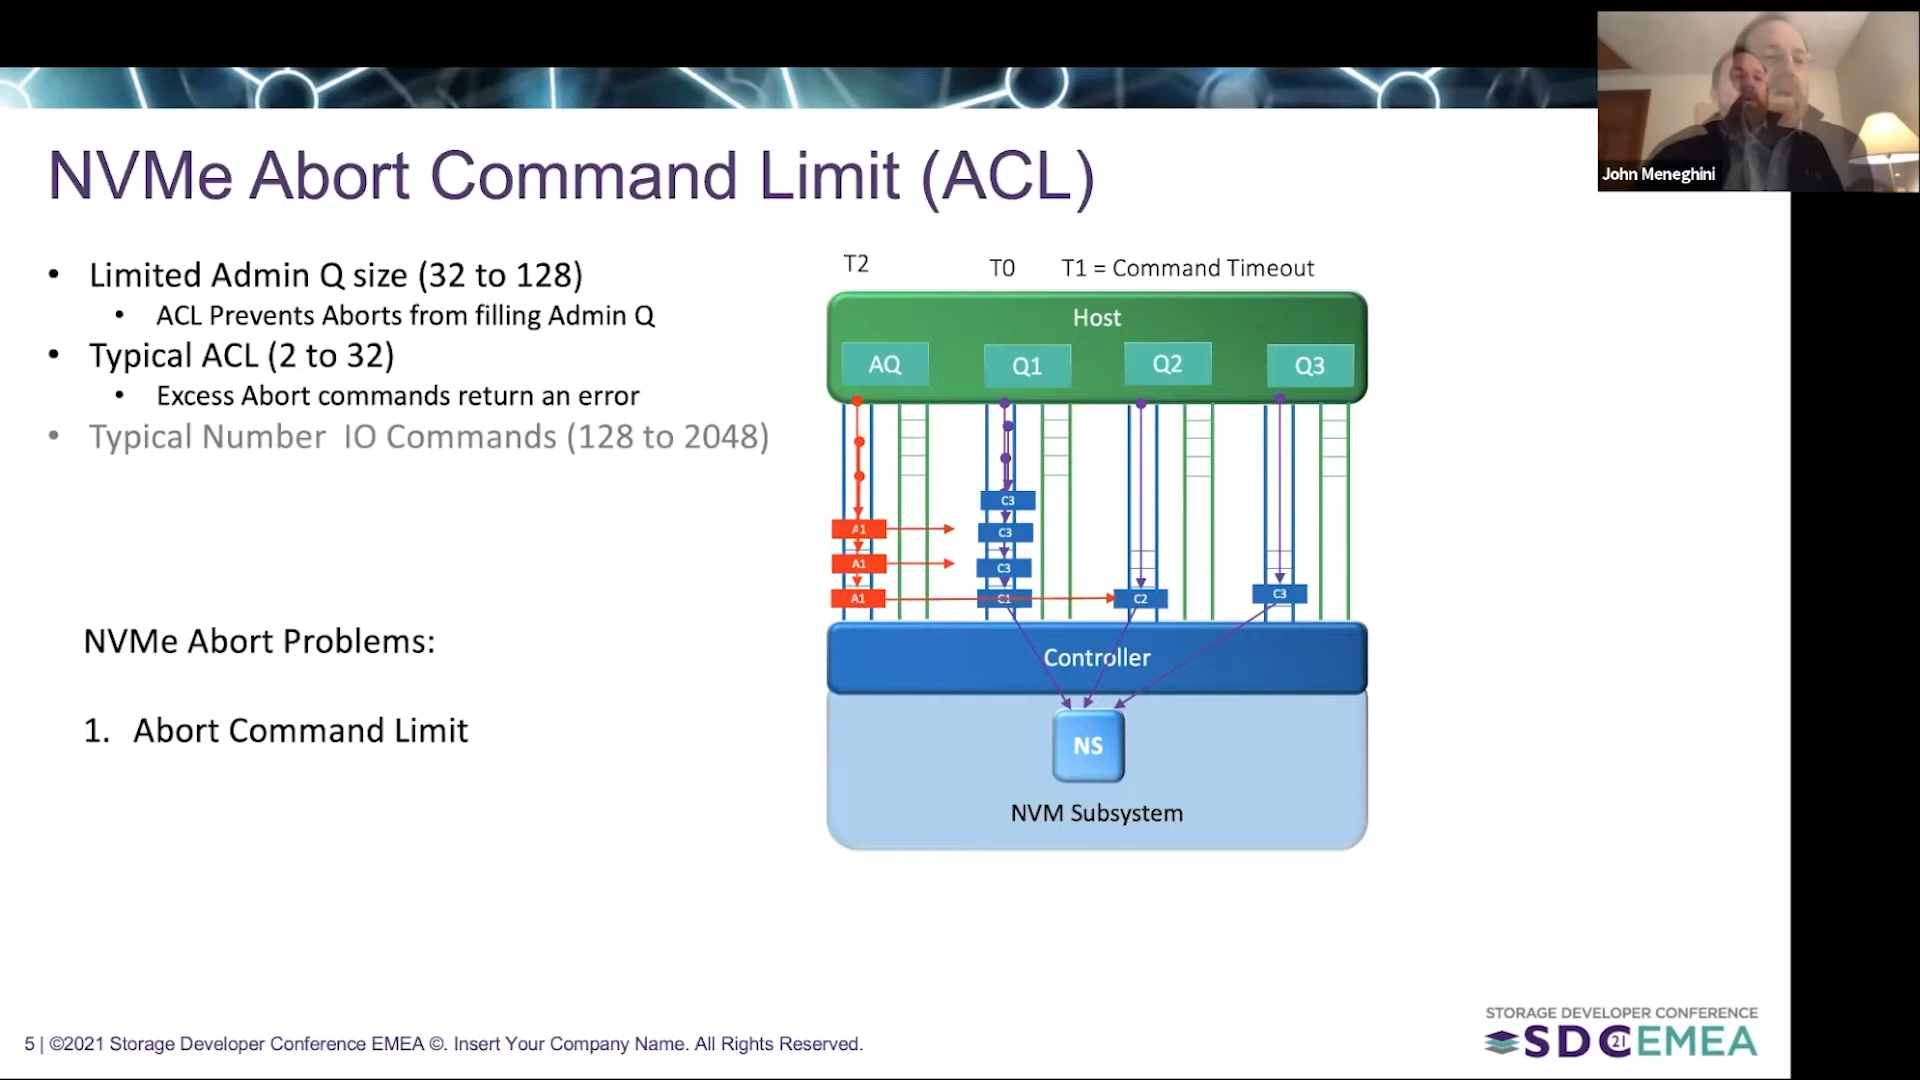 John Meneghini
NVMe Abort Command Limit (ACL)
• Limited Admin Q size (32 to 128)
• ACL Prevents Aborts from filling Admin Q
• Typical ACL (2 to 32)
• Excess Abort commands return an error
• Typical Number IO Commands (128 to 2048)
NVMe Abort Problems:
1. Abort Command Limit
T2 T0 T1 = Command Timeout
Host
AQ Q1 Q2 Q3
C3
A1 C3
A1 C3
A1 C1 C2 C3
Controller
NS
NVM Subsystem
STORAGE DEVELOPER CONFERENCE
SDC21EMEA
5 | ©2021 Storage Developer Conference EMEA ©. Insert Your Company Name. All Rights Reserved.